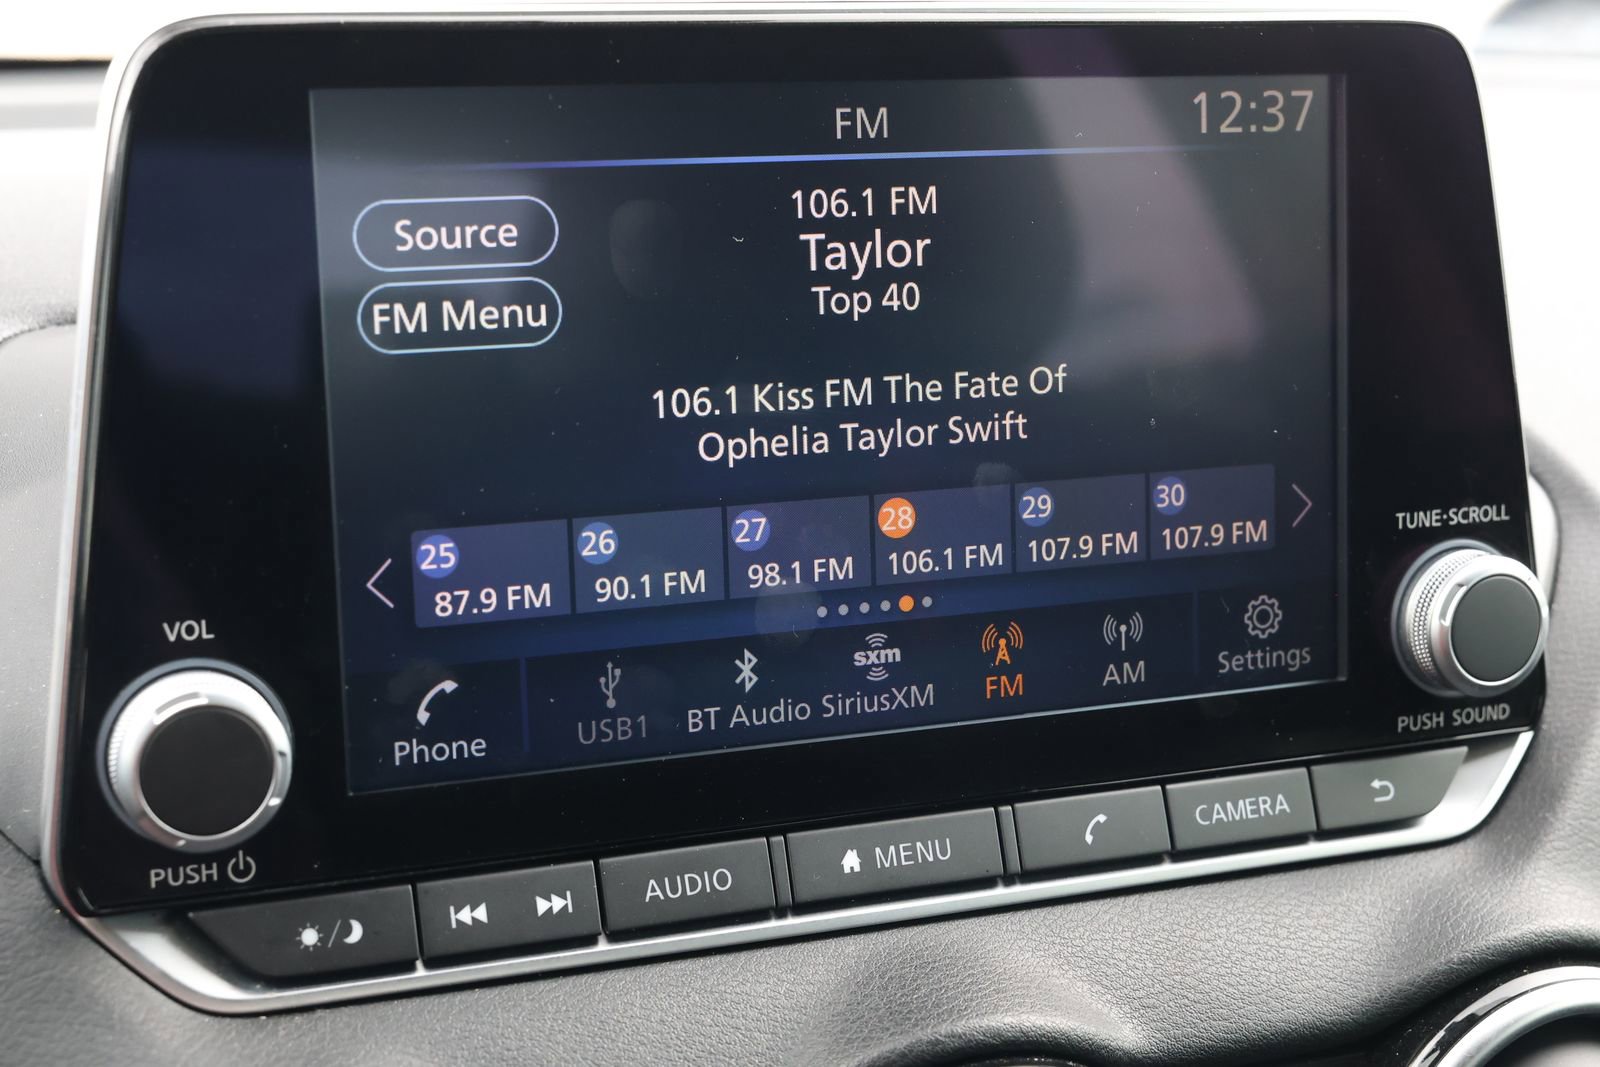 FM
12:37
Source
FM Menu
106.1 FM
Taylor
Top 40
106.1 Kiss FM The Fate Of
Ophelia Taylor Swift
25
87.9 FM
26
90.1 FM
27
98.1 FM
28
106.1 FM
29
107.9 FM
30
107.9 FM
Phone
USB1
BT Audio
sxm
SiriusXM
FM
AM
Settings
VOL
PUSH
TUNE·SCROLL
PUSH SOUND
AUDIO
MENU
CAMERA